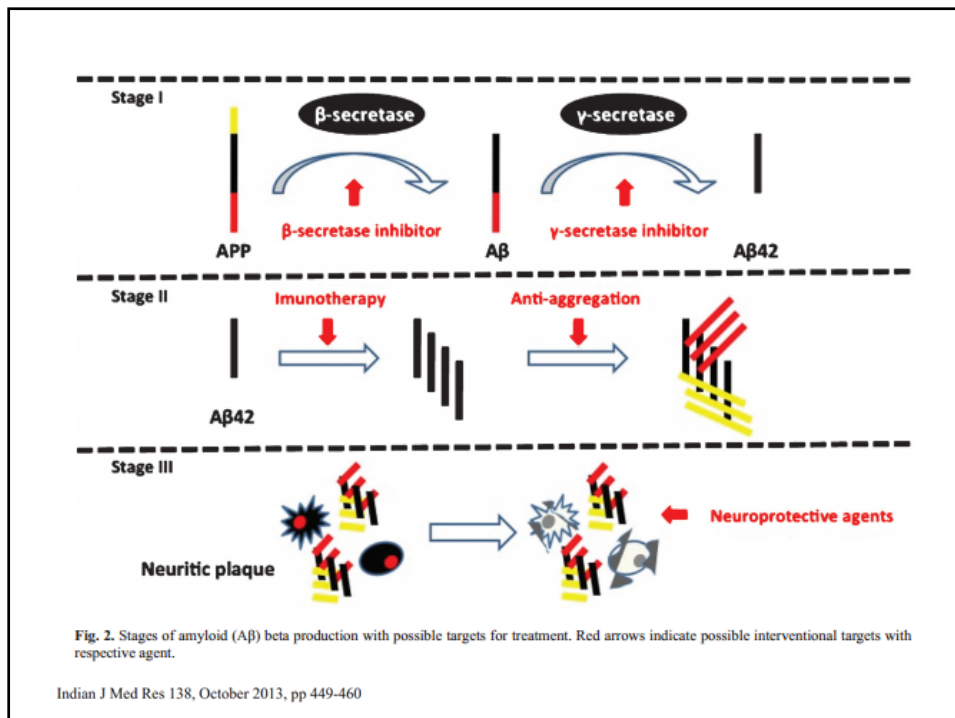 Stage I
β-secretase
γ-secretase
β-secretase inhibitor
γ-secretase inhibitor
APP
Aβ
Aβ42
Stage II
Imunotherapy
Anti-aggregation
Aβ42
Stage III
Neuroprotective agents
Neuritic plaque
Fig. 2. Stages of amyloid (Aβ) beta production with possible targets for treatment. Red arrows indicate possible interventional targets with
respective agent.
Indian J Med Res 138, October 2013, pp 449-460